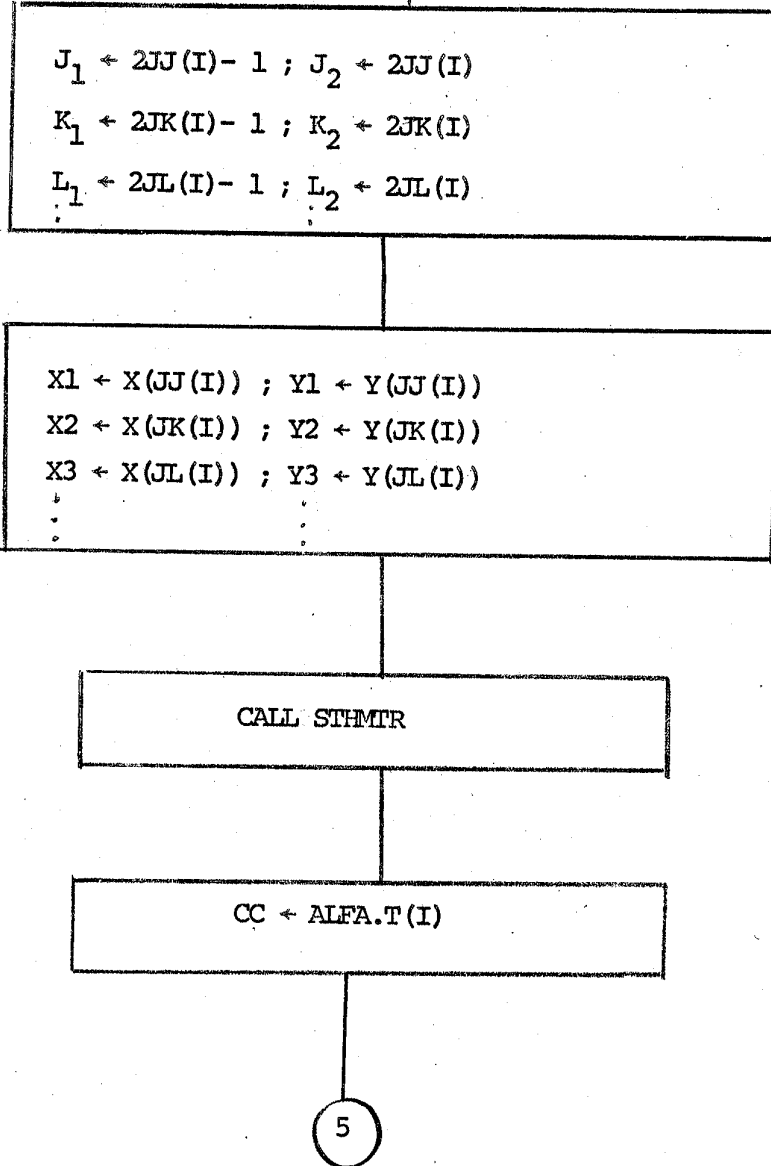 J₁ ← 2JJ(I)- 1 ; J₂ ← 2JJ(I)
K₁ ← 2JK(I)- 1 ; K₂ ← 2JK(I)
L₁ ← 2JL(I)- 1 ; L₂ ← 2JL(I)
X1 ← X(JJ(I)) ; Y1 ← Y(JJ(I))
X2 ← X(JK(I)) ; Y2 ← Y(JK(I))
X3 ← X(JL(I)) ; Y3 ← Y(JL(I))
CALL STHMTR
CC ← ALFA.T(I)
5